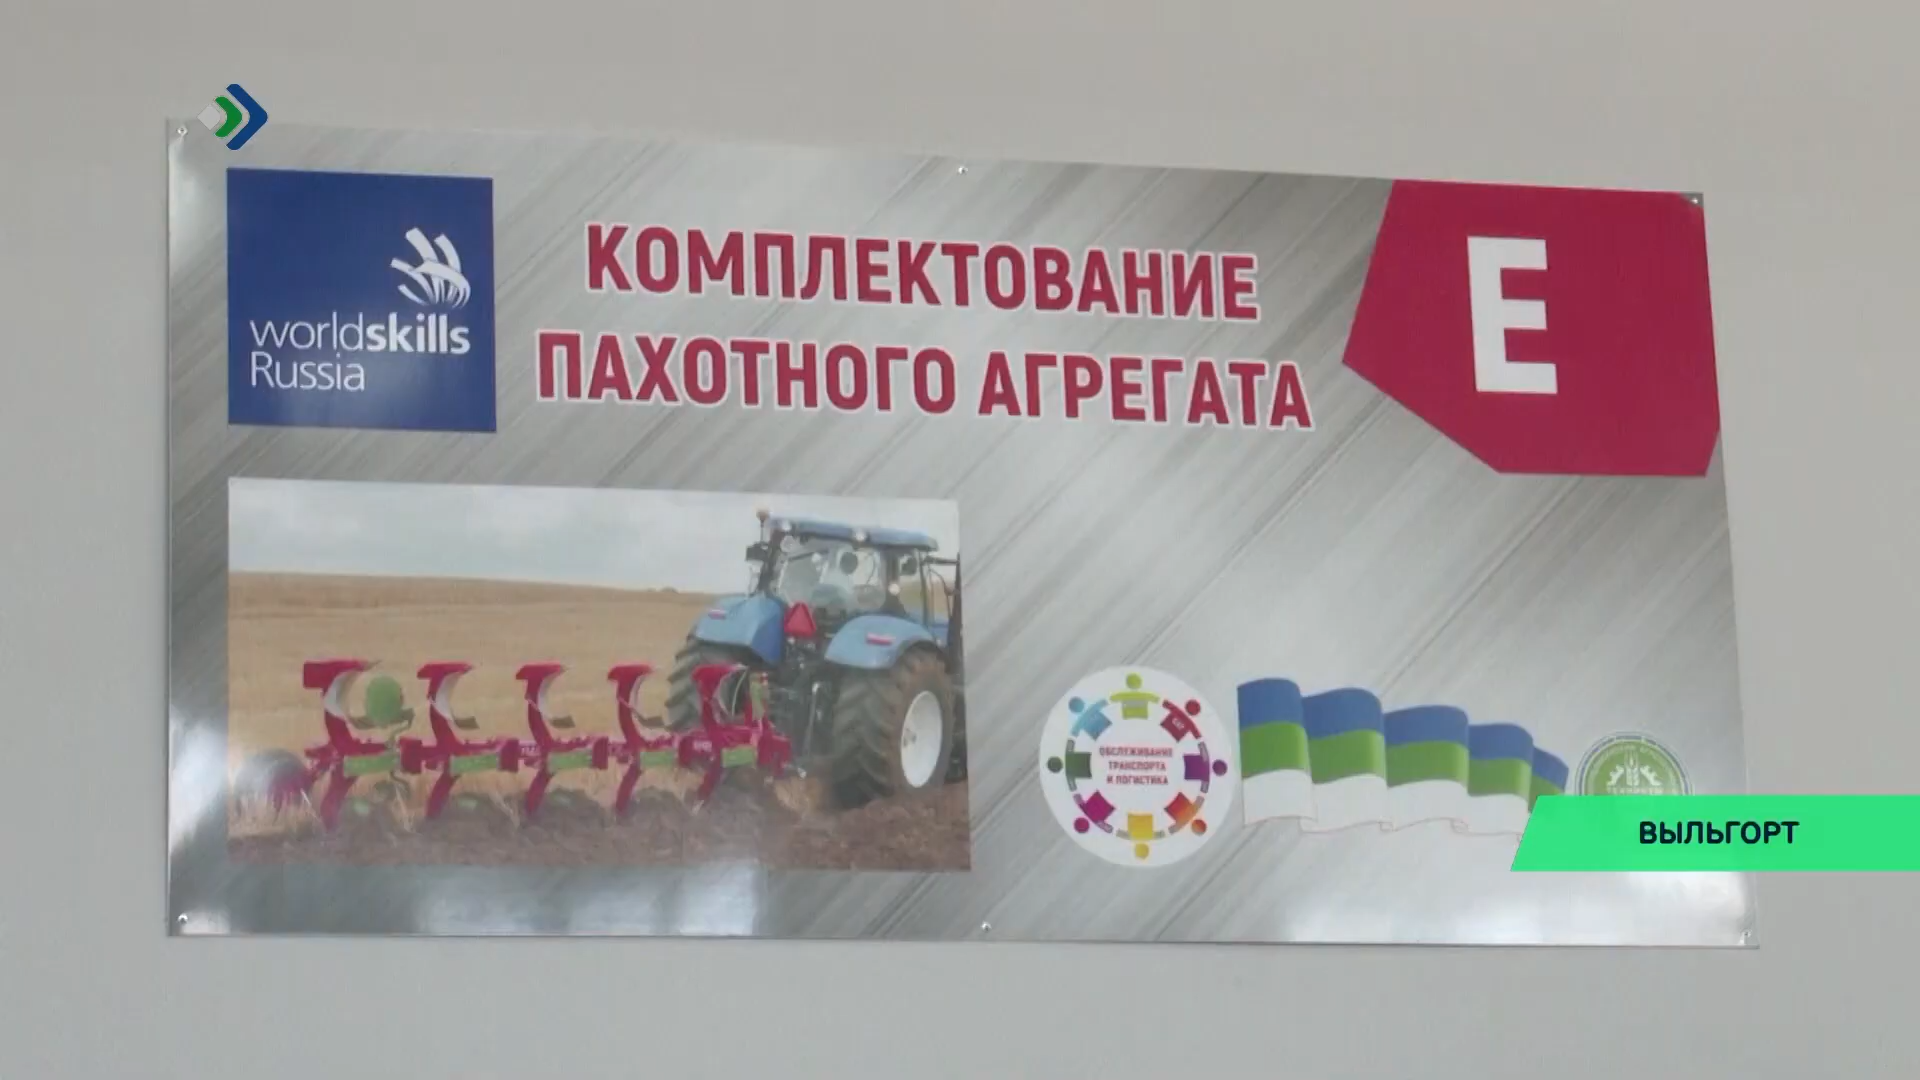 КОМПЛЕКТОВАНИЕ
ПАХОТНОГО АГРЕГАТА
E
worldskills
Russia
ОБСЛУЖИВАНИЕ
ТРАНСПОРТА
И ЛОГИСТИКА
ВЫЛЬГОРТ